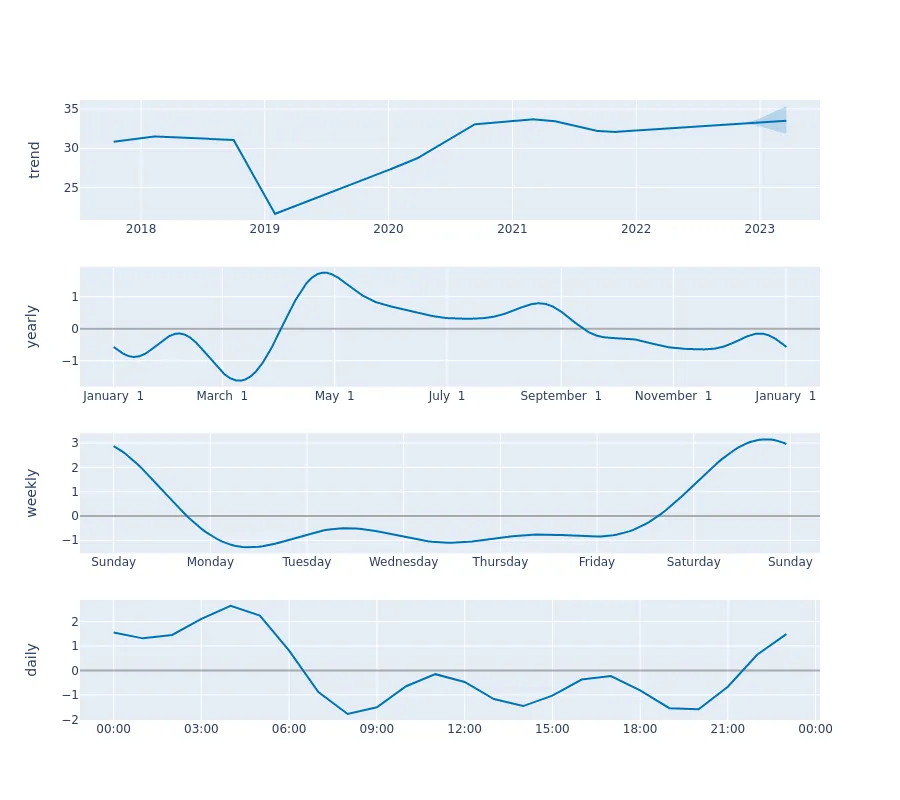 trend
35
30
25
2018 2019 2020 2021 2022 2023
yearly
1
0
−1
January 1 March 1 May 1 July 1 September 1 November 1 January 1
weekly
3
2
1
0
−1
Sunday Monday Tuesday Wednesday Thursday Friday Saturday Sunday
daily
2
1
0
−1
−2
00:00 03:00 06:00 09:00 12:00 15:00 18:00 21:00 00:00